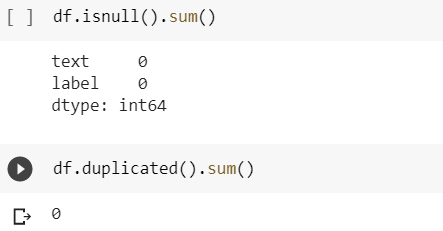 [ ] df.isnull().sum()
text 0
label 0
dtype: int64
df.duplicated().sum()
0